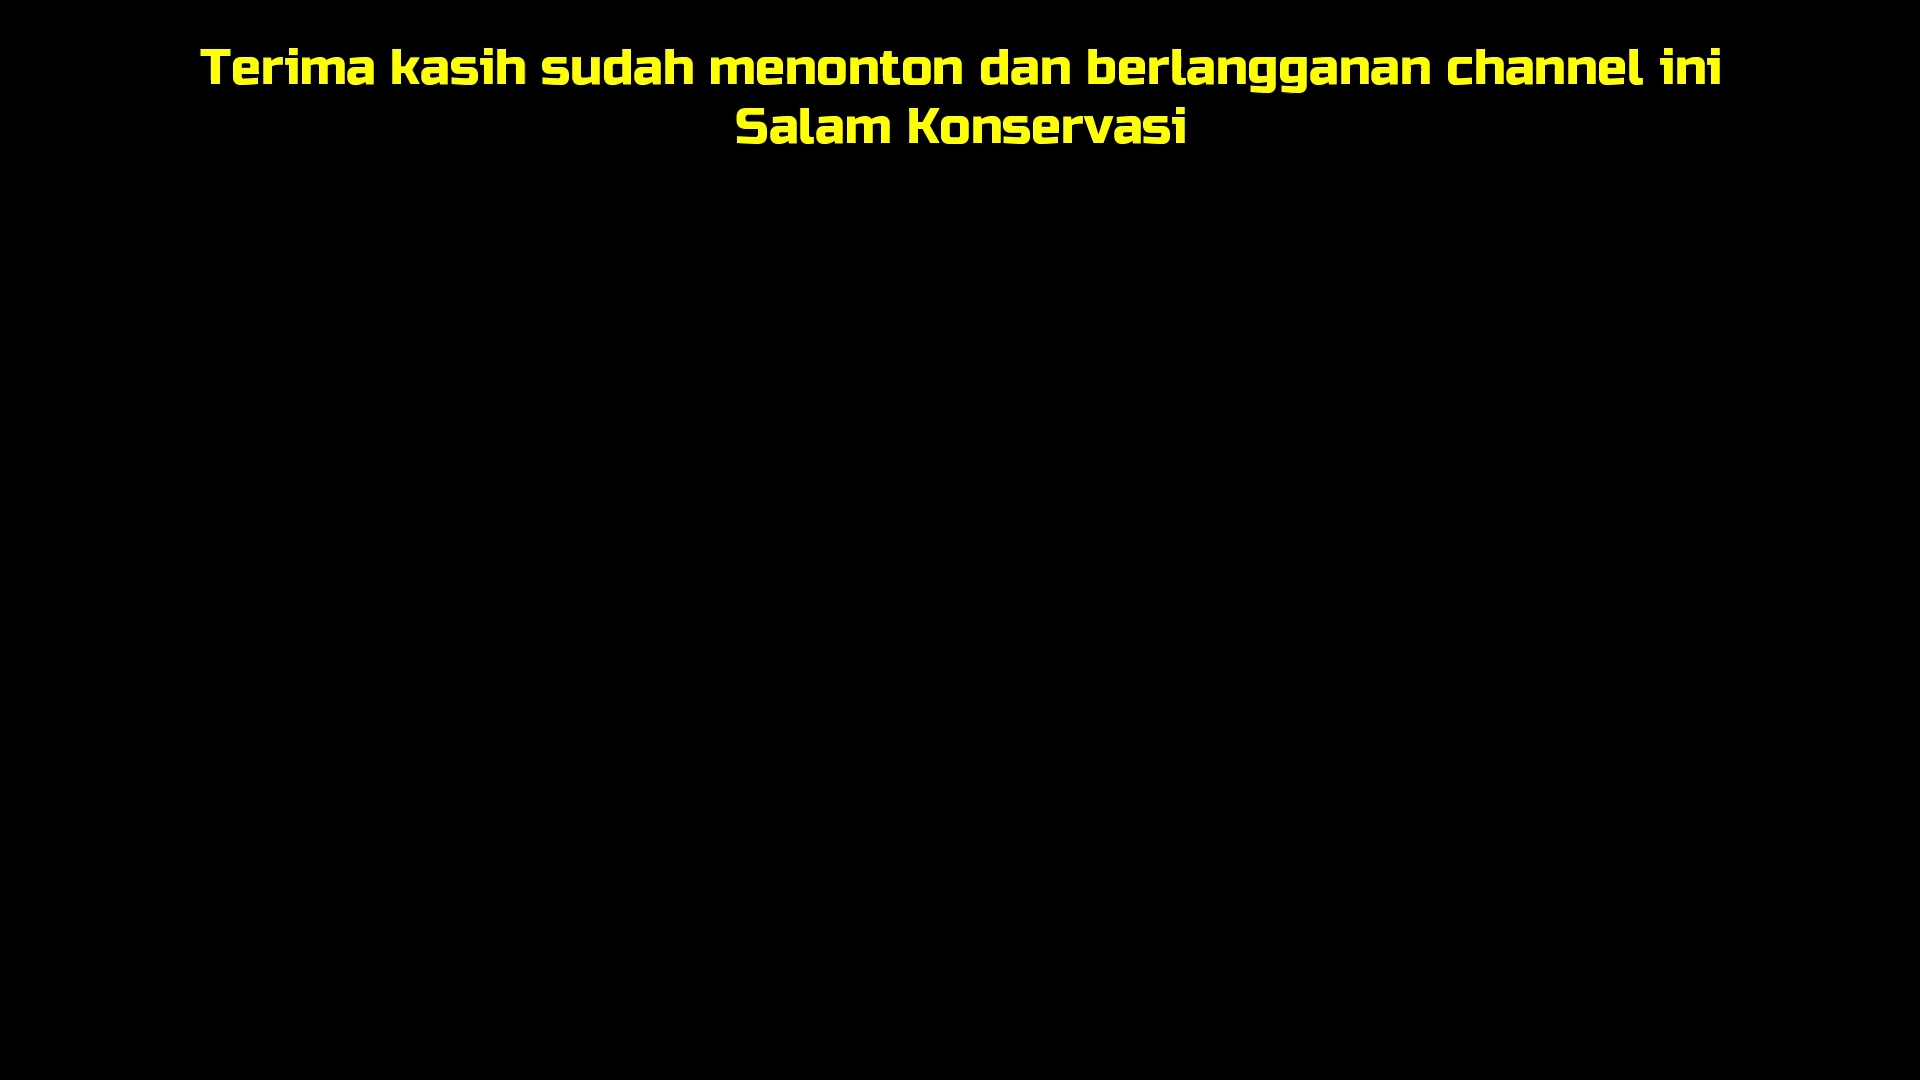 Terima kasih sudah menonton dan berlangganan channel ini
Salam Konservasi